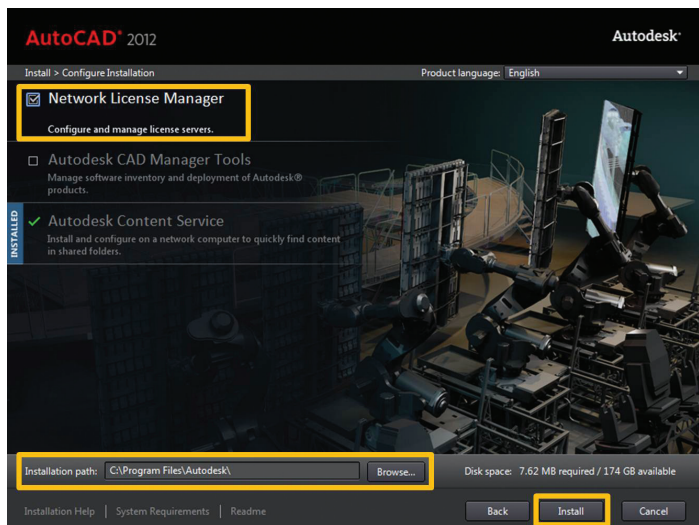 AutoCAD® 2012
Autodesk®
Install > Configure Installation
Product language: English
Network License Manager
Configure and manage license servers.
Autodesk CAD Manager Tools
Manage software inventory and deployment of Autodesk®
products.
INSTALLED
Autodesk Content Service
Install and configure on a network computer to quickly find content
in shared folders.
Installation path: C:\Program Files\Autodesk\ Browse...
Disk space: 7.62 MB required / 174 GB available
Installation Help | System Requirements | Readme
Back Install Cancel